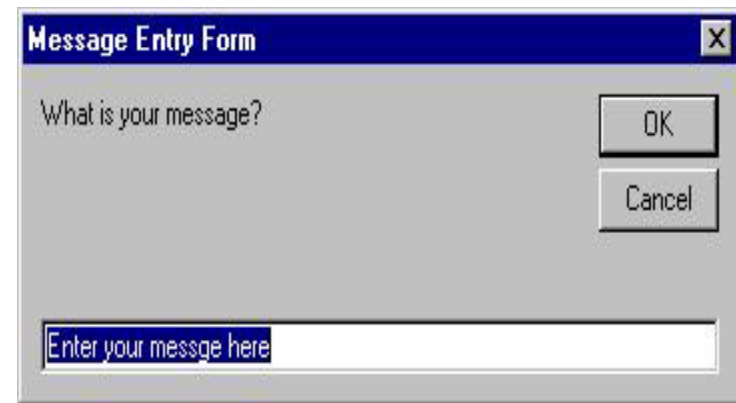 Message Entry Form
What is your message?
OK
Cancel
Enter your messge here